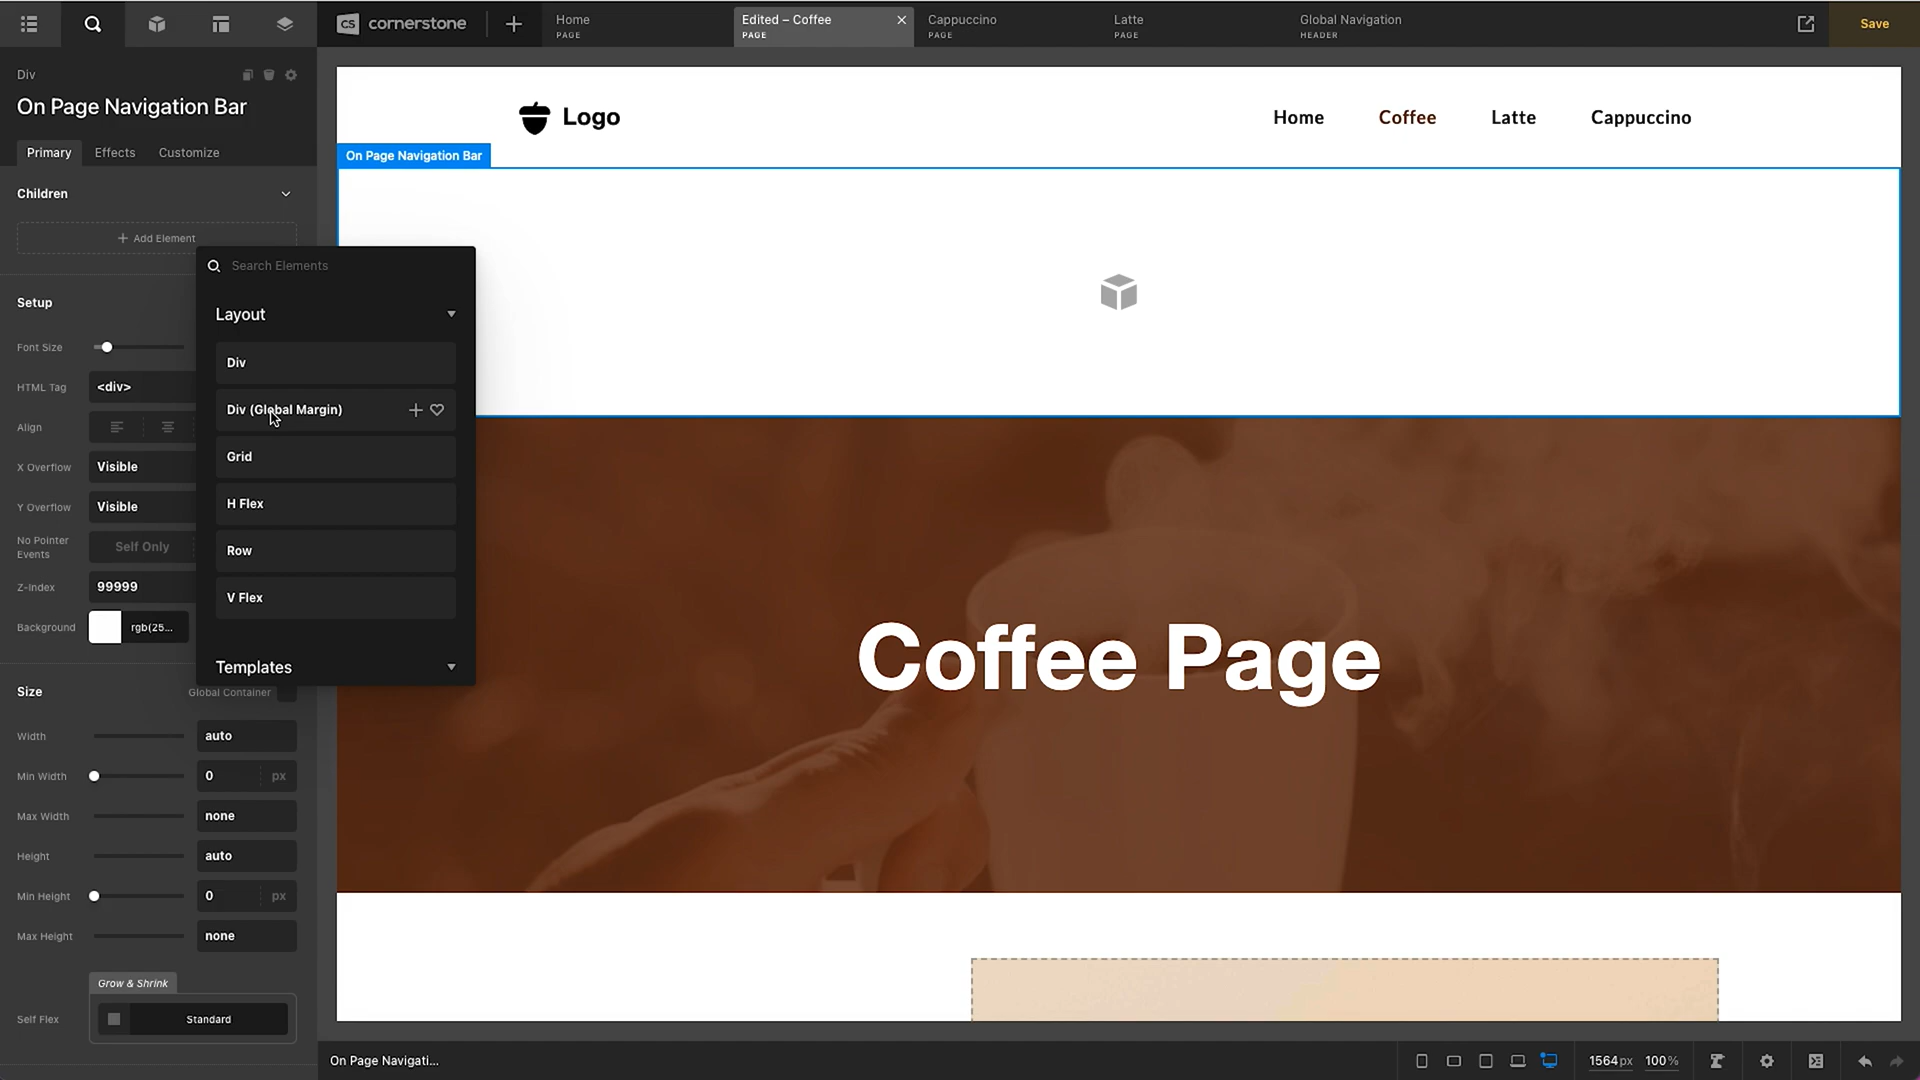 CS cornerstone
Home
PAGE
Edited – Coffee
PAGE
Cappuccino
PAGE
Latte
PAGE
Global Navigation
HEADER
Save
Div
On Page Navigation Bar
Primary
Effects
Customize
Children
Add Element
Setup
Font Size
HTML Tag
<div>
Align
X Overflow
Visible
Y Overflow
Visible
No Pointer
Events
Self Only
Z-Index
99999
Background
rgb(25...
Size
Global Container
Width
auto
Min Width
0
px
Max Width
none
Height
auto
Min Height
0
px
Max Height
none
Grow & Shrink
Self Flex
Standard
Search Elements
Layout
Div
Div (Global Margin)
Grid
H Flex
Row
V Flex
Templates
Logo
Home
Coffee
Latte
Cappuccino
On Page Navigation Bar
Coffee Page
On Page Navigati...
1564px
100%